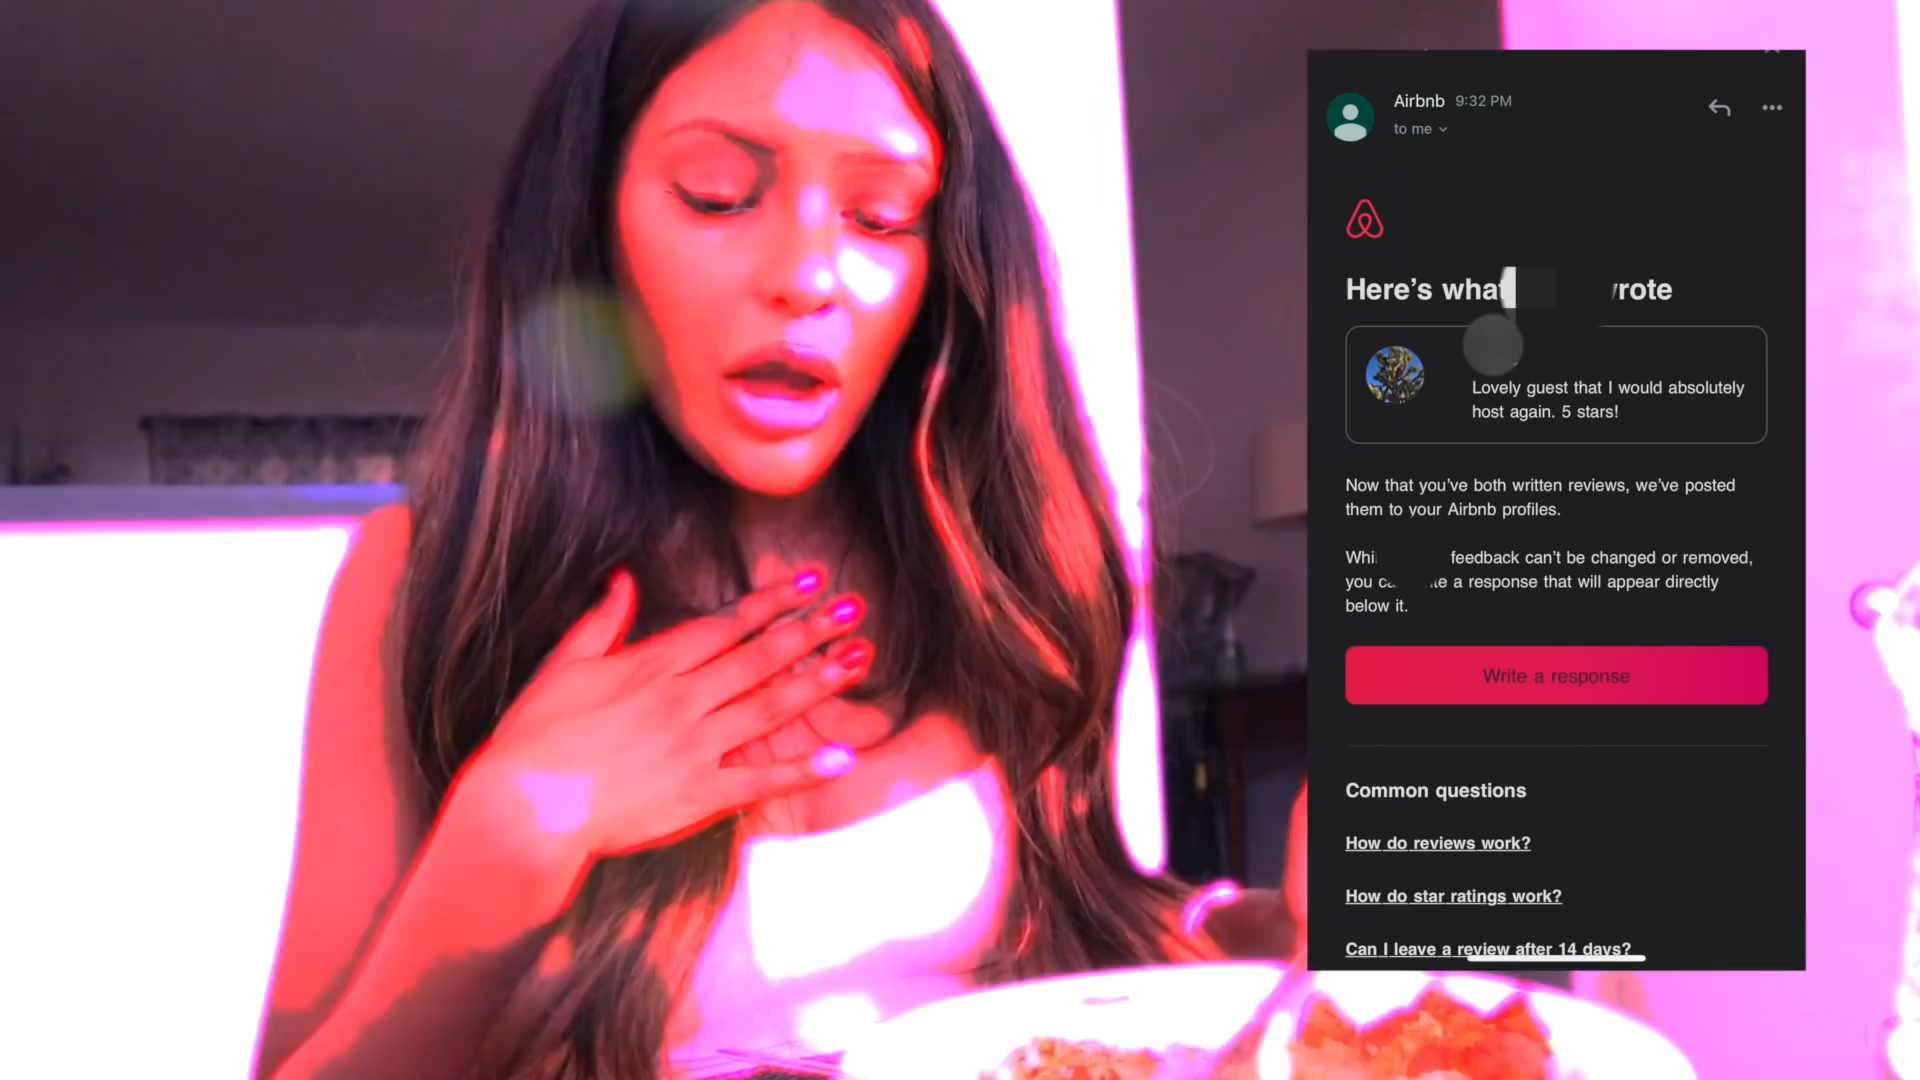 Airbnb 9:32 PM
to me
Here's what
Lovely guest that I would absolutely
host again. 5 stars!
Now that you've both written reviews, we've posted
them to your Airbnb profiles.
feedback can't be changed or removed,
you a response that will appear directly
below it.
Write a response
Common questions
How do reviews work?
How do star ratings work?
Can I leave a review after 14 days?